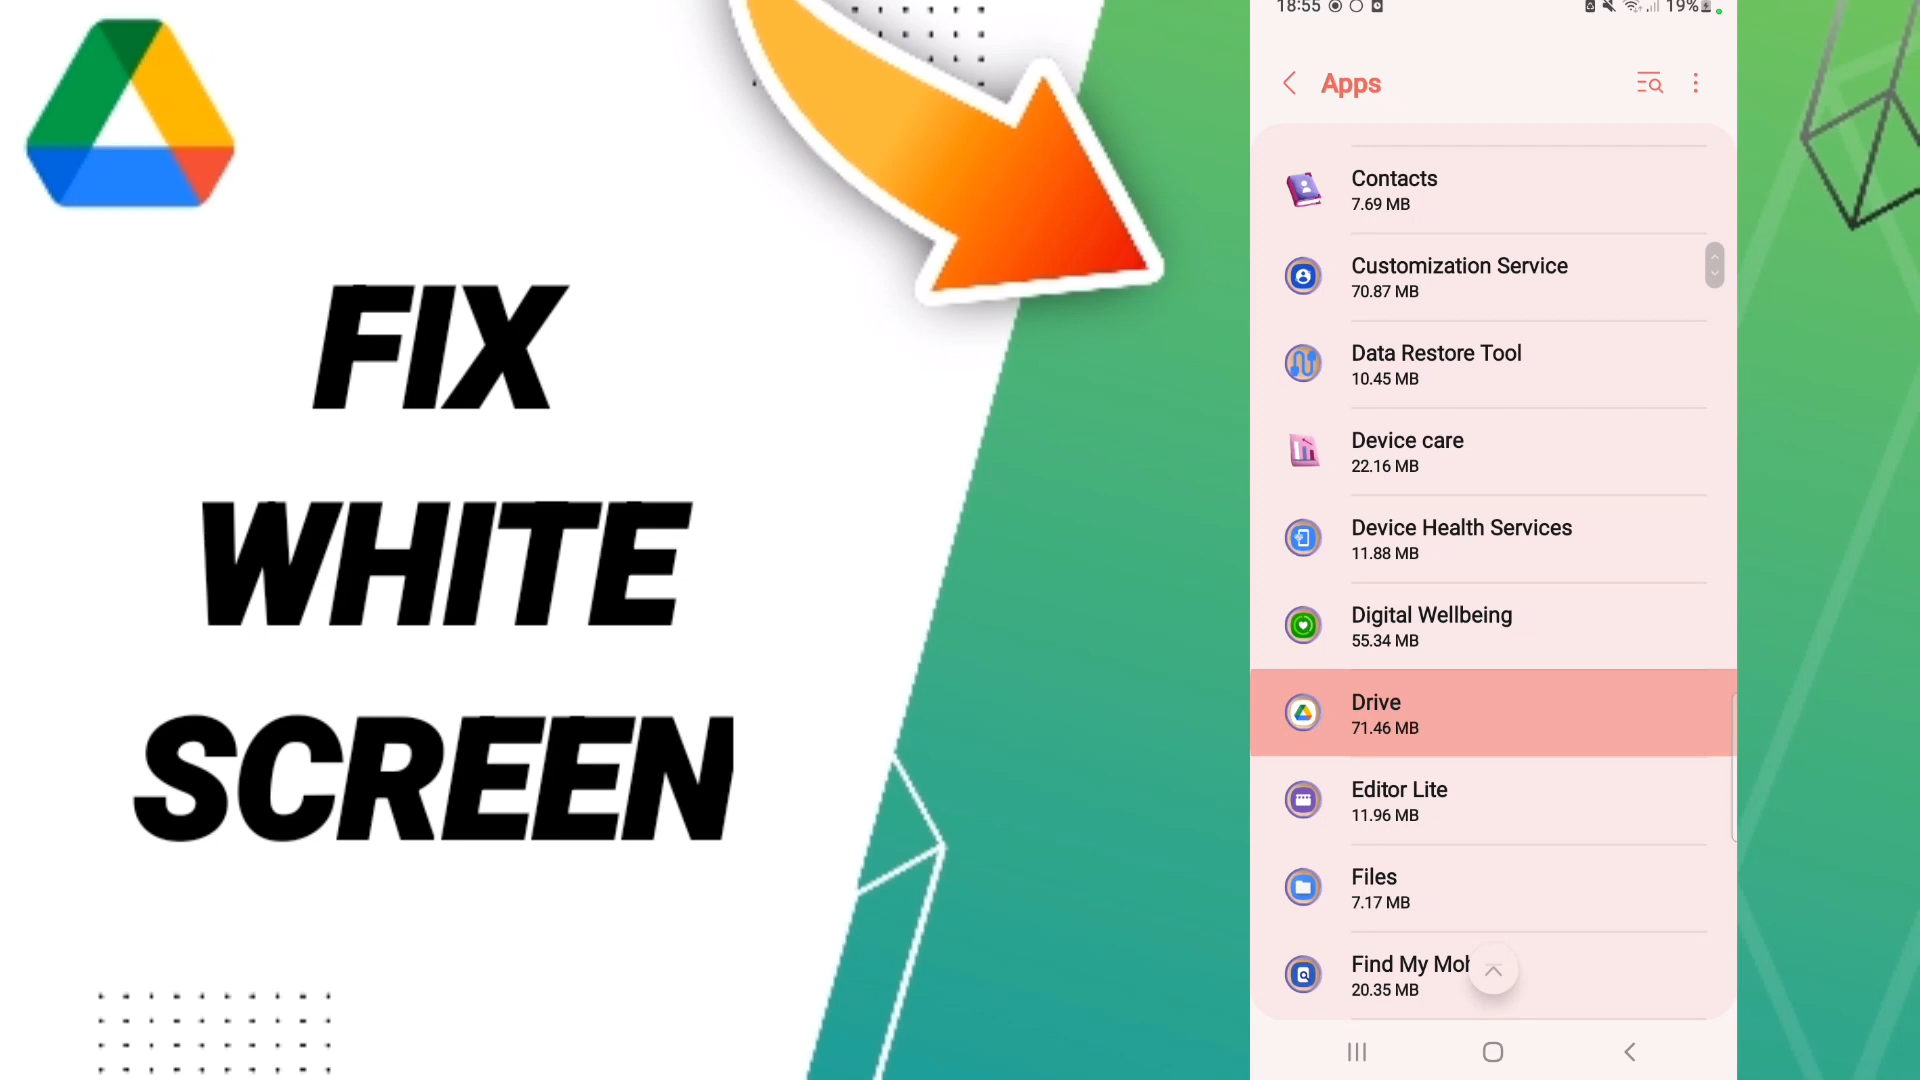 FIX
WHITE
SCREEN
18:55
19%
Apps
Contacts
7.69 MB
Customization Service
70.87 MB
Data Restore Tool
10.45 MB
Device care
22.16 MB
Device Health Services
11.88 MB
Digital Wellbeing
55.34 MB
Drive
71.46 MB
Editor Lite
11.96 MB
Files
7.17 MB
Find My
20.35 MB